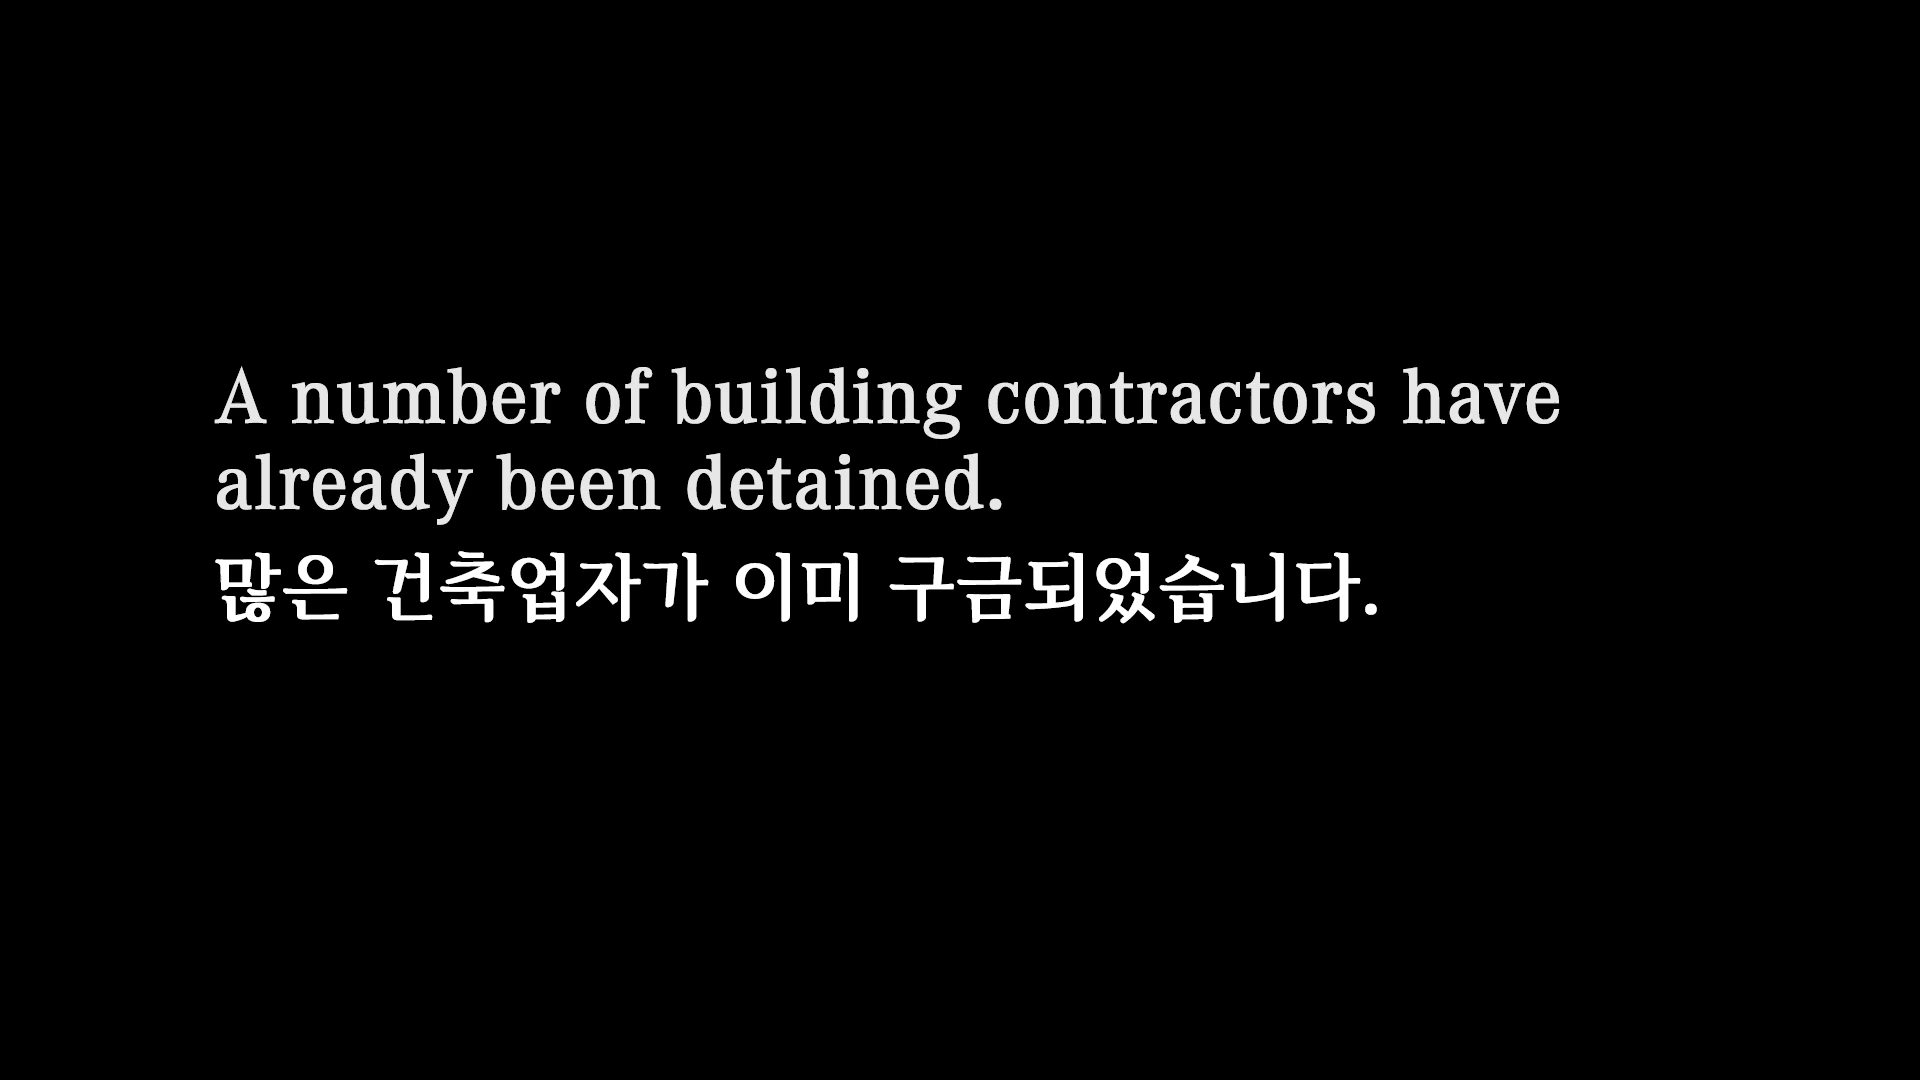 A number of building contractors have
already been detained.
많은 건축업자가 이미 구금되었습니다.